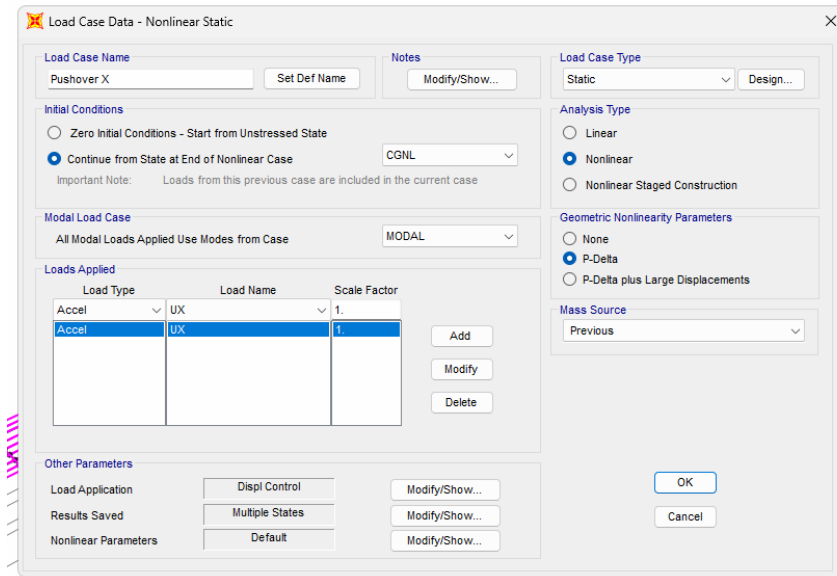 Load Case Data - Nonlinear Static
Load Case Name
Pushover X
Set Def Name
Notes
Modify/Show...
Load Case Type
Static
Design...
Initial Conditions
Zero Initial Conditions - Start from Unstressed State
Continue from State at End of Nonlinear Case
CGNL
Important Note: Loads from this previous case are included in the current case
Analysis Type
Linear
Nonlinear
Nonlinear Staged Construction
Modal Load Case
All Modal Loads Applied Use Modes from Case
MODAL
Geometric Nonlinearity Parameters
None
P-Delta
P-Delta plus Large Displacements
Loads Applied
Load Type Load Name Scale Factor
Accel UX 1.
Accel UX 1.
Add
Modify
Delete
Mass Source
Previous
Other Parameters
Load Application Displ Control Modify/Show...
Results Saved Multiple States Modify/Show...
Nonlinear Parameters Default Modify/Show...
OK
Cancel